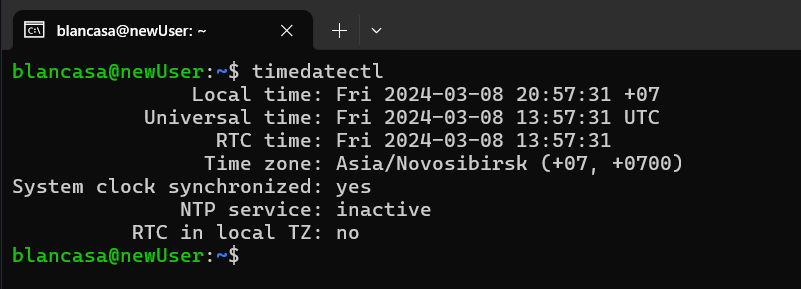 blancasa@newUser: ~
blancasa@newUser:~$ timedatectl
Local time: Fri 2024-03-08 20:57:31 +07
Universal time: Fri 2024-03-08 13:57:31 UTC
RTC time: Fri 2024-03-08 13:57:31
Time zone: Asia/Novosibirsk (+07, +0700)
System clock synchronized: yes
NTP service: inactive
RTC in local TZ: no
blancasa@newUser:~$